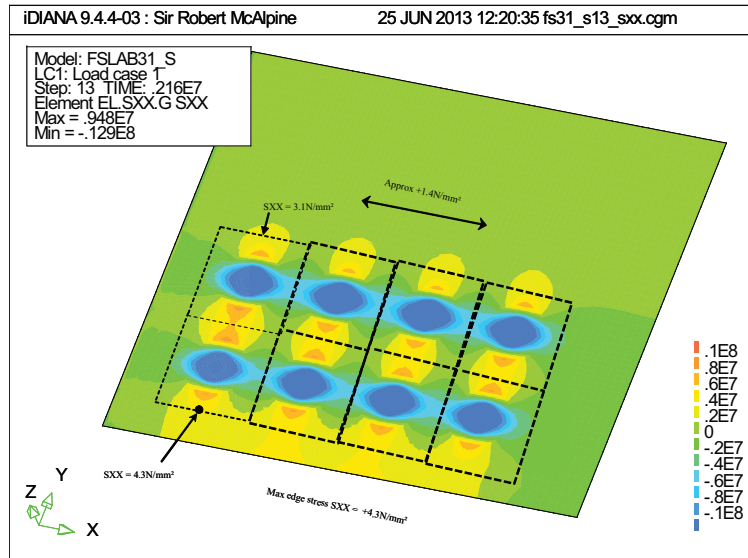 iDIANA 9.4.4-03 : Sir Robert McAlpine 25 JUN 2013 12:20:35 fs31_s13_sxx.cgm
Model: FSLAB31_S
LC1: Load case 1
Step: 13 TIME: .216E7
Element EL.SXX.G SXX
Max = .948E7
Min = -.129E8
Approx +1.4N/mm²
SXX = 3.1N/mm²
.1E8
.8E7
.6E7
.4E7
.2E7
0
-.2E7
-.4E7
-.6E7
-.8E7
-.1E8
SXX = 4.3N/mm²
Max edge stress SXX = +4.3N/mm²
Z
Y
X